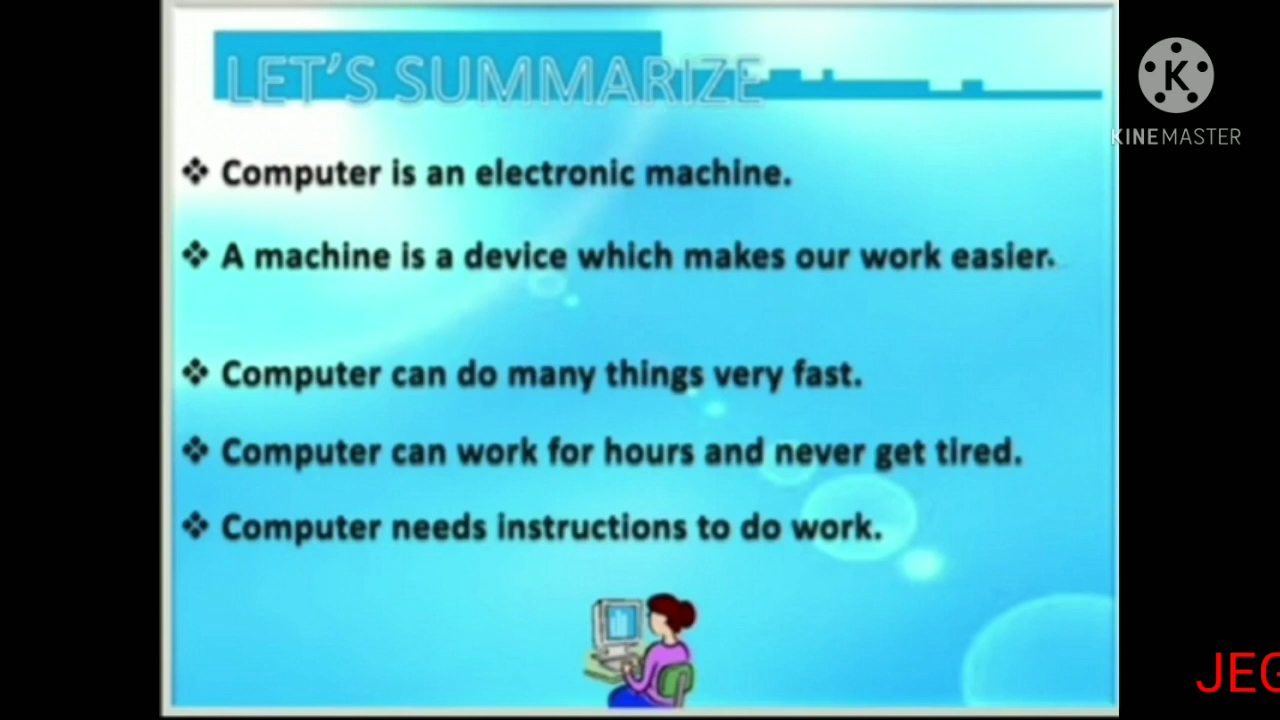 LET'S SUMMARIZE
❖ Computer is an electronic machine.
❖ A machine is a device which makes our work easier.
❖ Computer can do many things very fast.
❖ Computer can work for hours and never get tired.
❖ Computer needs instructions to do work.
K
KINEMASTER
JEG